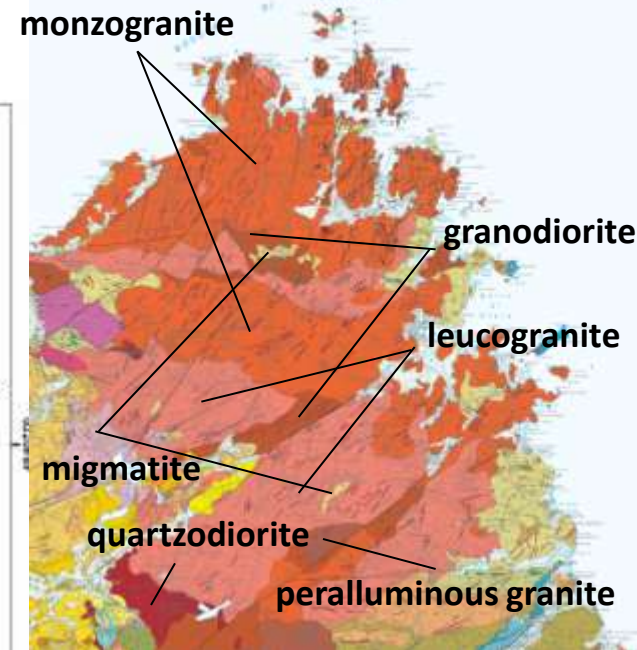 monzogranite
granodiorite
leucogranite
migmatite
quartzodiorite
peralluminous granite